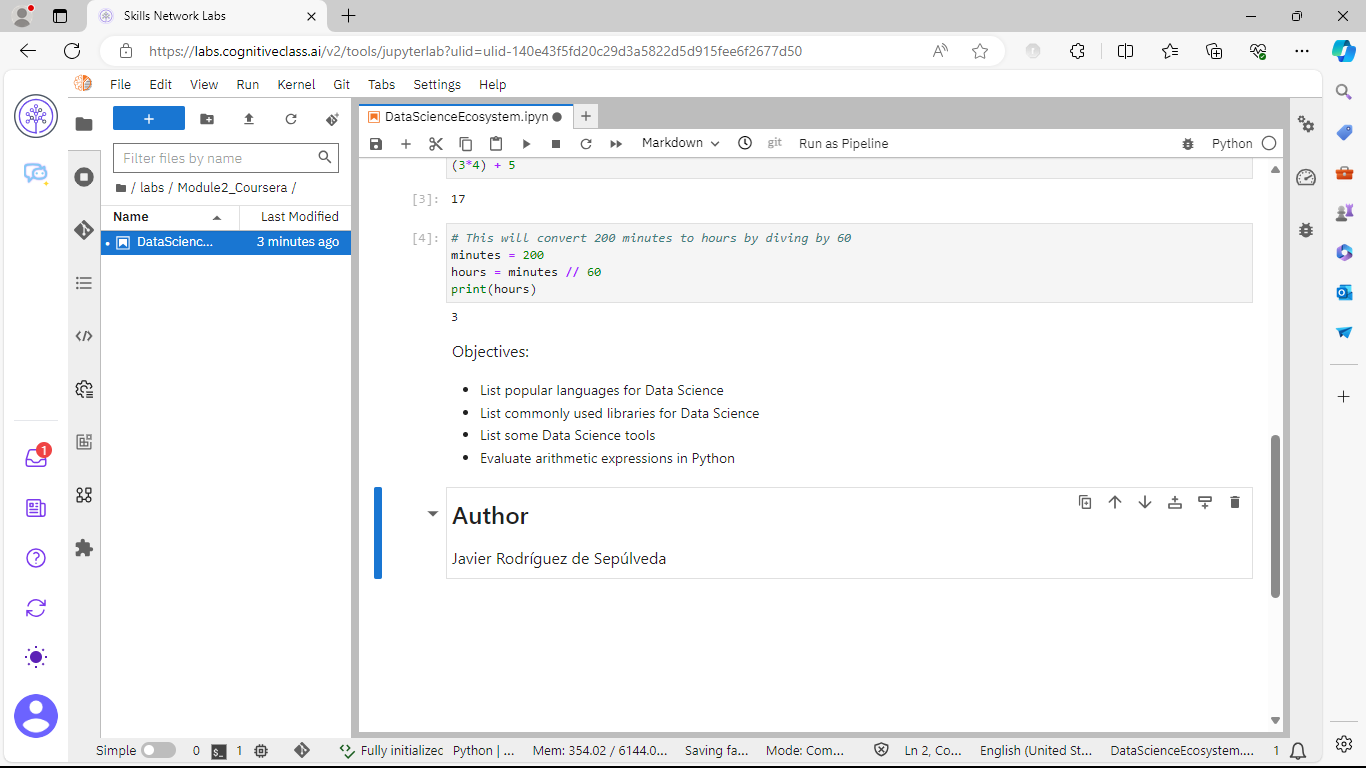 Skills Network Labs
https://labs.cognitiveclass.ai/v2/tools/jupyterlab?ulid=ulid-140e43f5fd20c29d3a5822d5d915fee6f2677d50
File Edit View Run Kernel Git Tabs Settings Help
DataScienceEcosystem.ipyn
Filter files by name
Markdown git Run as Pipeline Python
/ labs / Module2_Coursera /
Name Last Modified
DataScienc... 3 minutes ago
(3*4) + 5
[3]: 17
[4]: # This will convert 200 minutes to hours by diving by 60
minutes = 200
hours = minutes // 60
print(hours)
3
Objectives:
• List popular languages for Data Science
• List commonly used libraries for Data Science
• List some Data Science tools
• Evaluate arithmetic expressions in Python
Author
Javier Rodríguez de Sepúlveda
1
Simple 0 1 Fully initializec Python | ... Mem: 354.02 / 6144.0... Saving fa... Mode: Com... Ln 2, Co... English (United St... DataScienceEcosystem.... 1